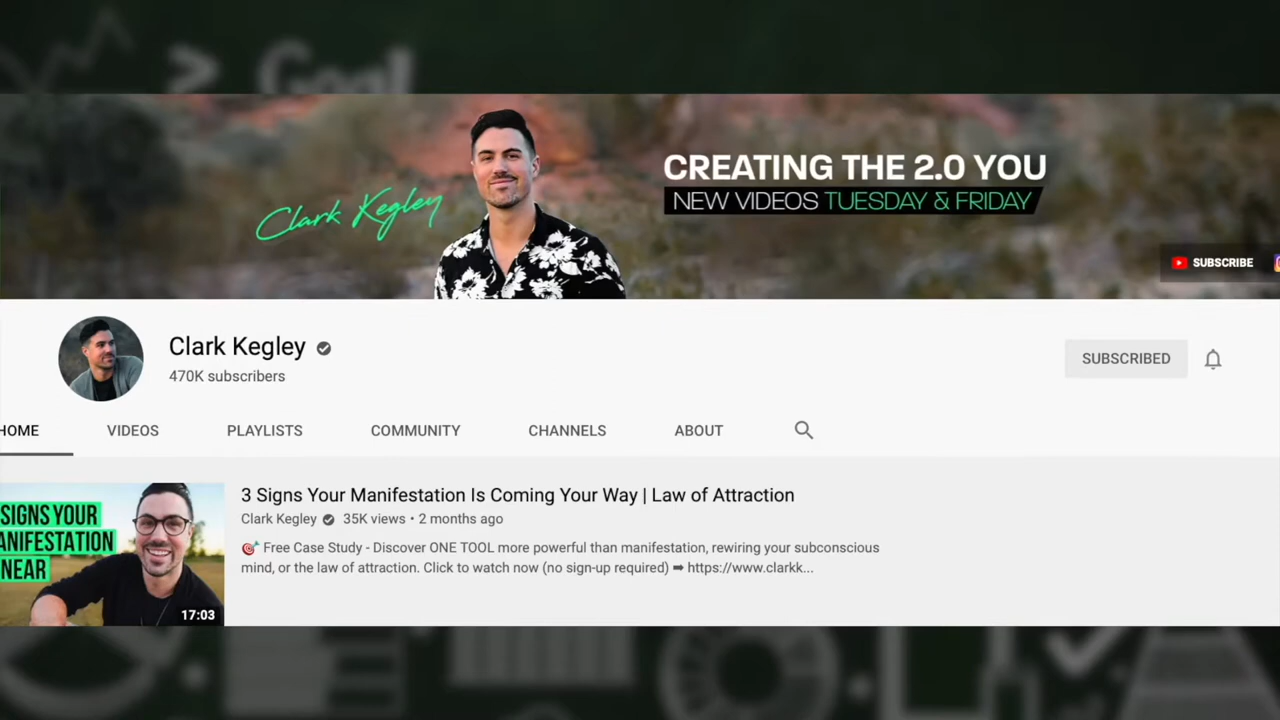 > Goal
Clark Kegley
CREATING THE 2.0 YOU
NEW VIDEOS TUESDAY & FRIDAY
SUBSCRIBE
Clark Kegley
470K subscribers
SUBSCRIBED
HOME
VIDEOS
PLAYLISTS
COMMUNITY
CHANNELS
ABOUT
SIGNS YOUR
ANIFESTATION
NEAR
17:03
3 Signs Your Manifestation Is Coming Your Way | Law of Attraction
Clark Kegley 35K views • 2 months ago
🎯 Free Case Study - Discover ONE TOOL more powerful than manifestation, rewiring your subconscious
mind, or the law of attraction. Click to watch now (no sign-up required) ➡ https://www.clarkk...